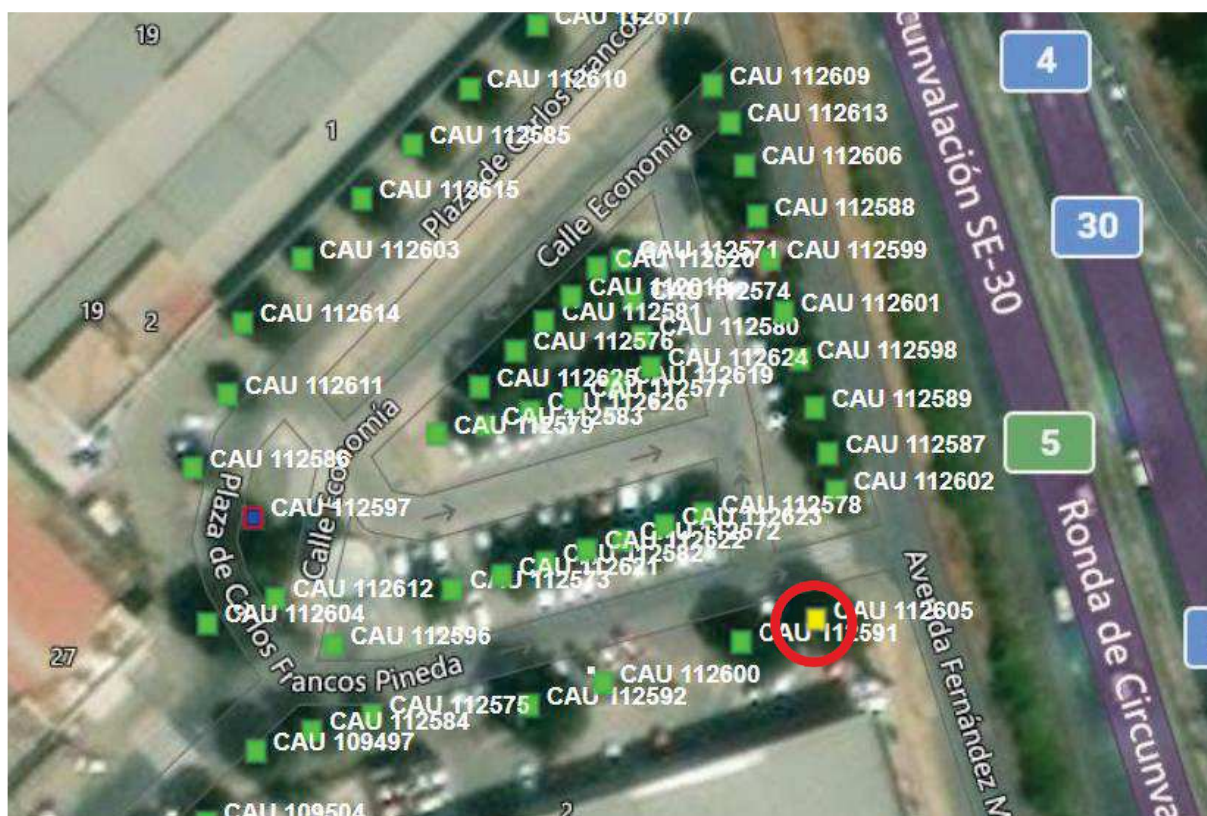 CAU 112617
19
4
CAU 112610
CAU 112609
Plaza de Carlos Francos
Circunvalación SE-30
CAU 112613
1
CAU 112585
Calle Economía
CAU 112606
CAU 112615
CAU 112588
30
CAU 112603
CAU 112571
CAU 112599
CAU 112620
CAU 112574
19
2
CAU 112614
CAU 112581
CAU 112601
CAU 112580
CAU 112576
CAU 112624
CAU 112598
CAU 112611
CAU 112625
CAU 112619
CAU 112577
CAU 112626
CAU 112589
CAU 112583
CAU 112579
Calle Economía
5
CAU 112587
CAU 112586
CAU 112602
Plaza de Carlos Francos Pineda
CAU 112597
CAU 112578
CAU 112623
CAU 112572
CAU 112622
CAU 112582
CAU 112621
CAU 112573
CAU 112612
Ronda de Circunva
Avenida Fernández M
CAU 112604
CAU 112605
CAU 112596
CAU 112591
27
CAU 112600
CAU 112592
CAU 112575
CAU 112584
CAU 109497
CAU 109504
2